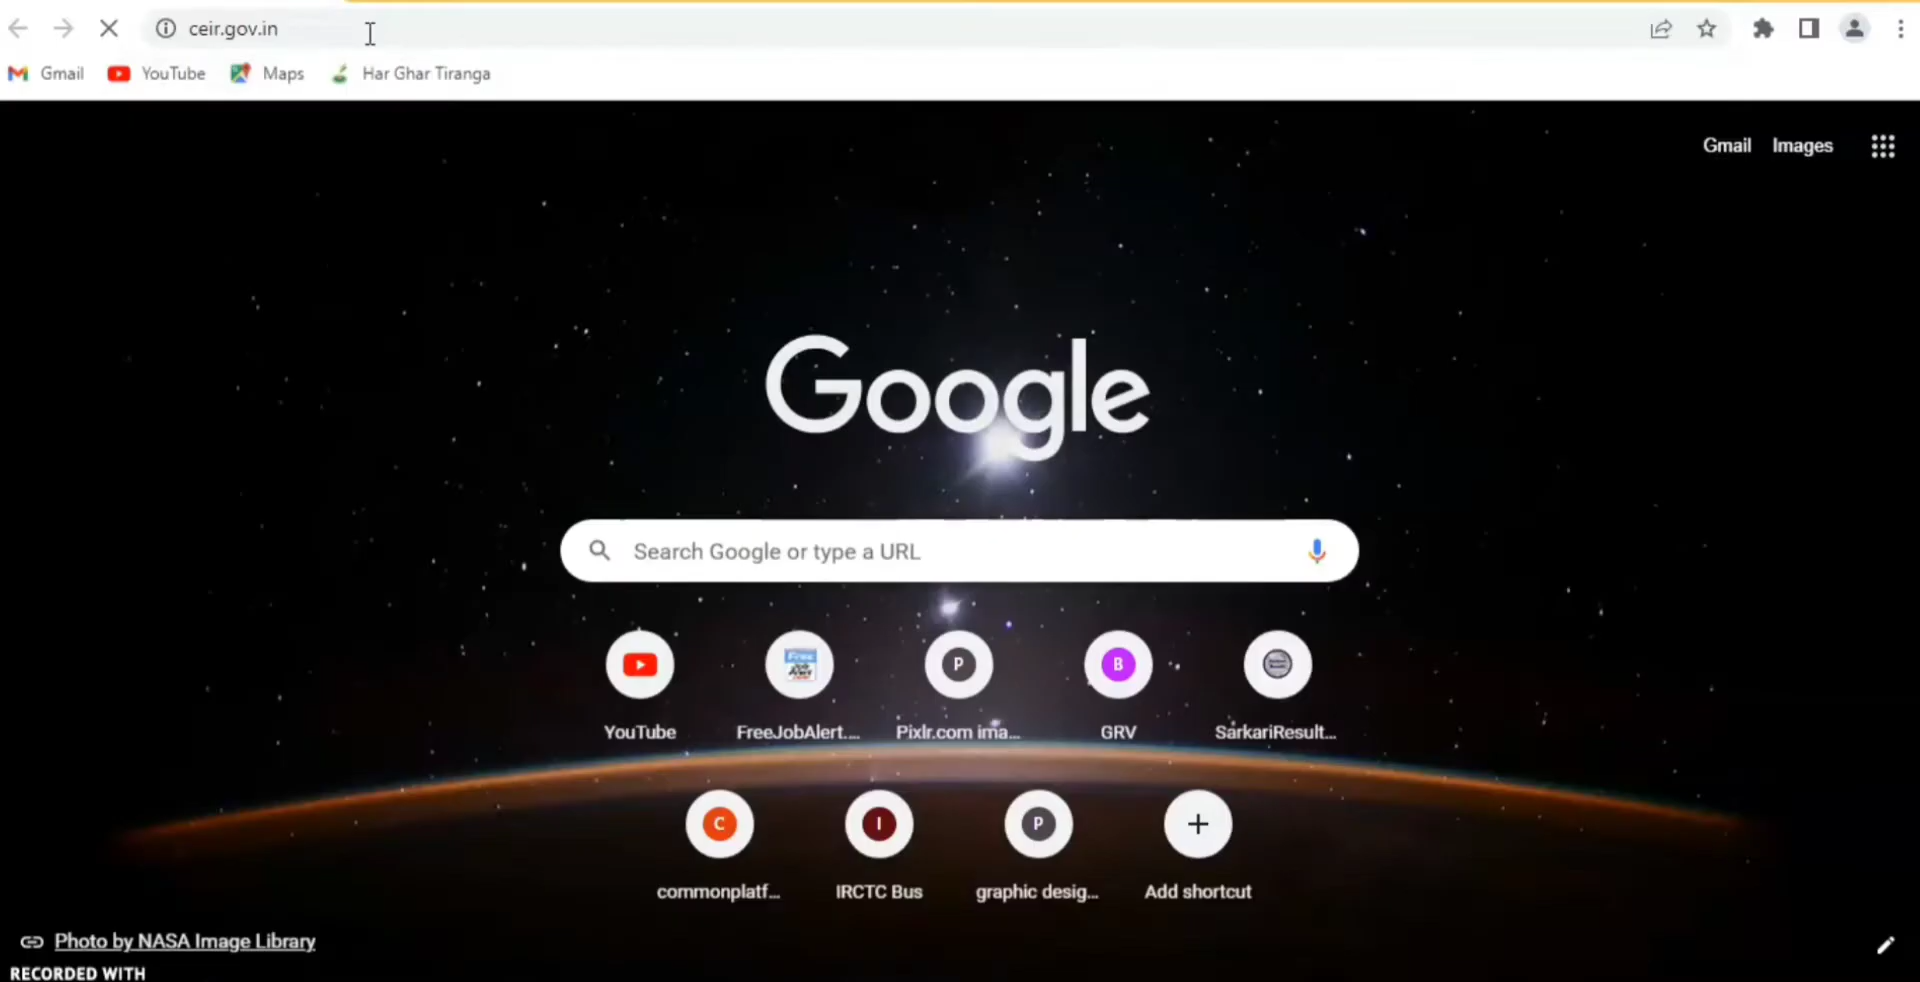 ceir.gov.in
Gmail YouTube Maps Har Ghar Tiranga
Gmail Images
Google
Search Google or type a URL
P B
YouTube FreeJobAlert.... Pixlr.com ima... GRV SarkariResult...
C I P
commonplatf... IRCTC Bus graphic desig... Add shortcut
Photo by NASA Image Library
RECORDED WITH